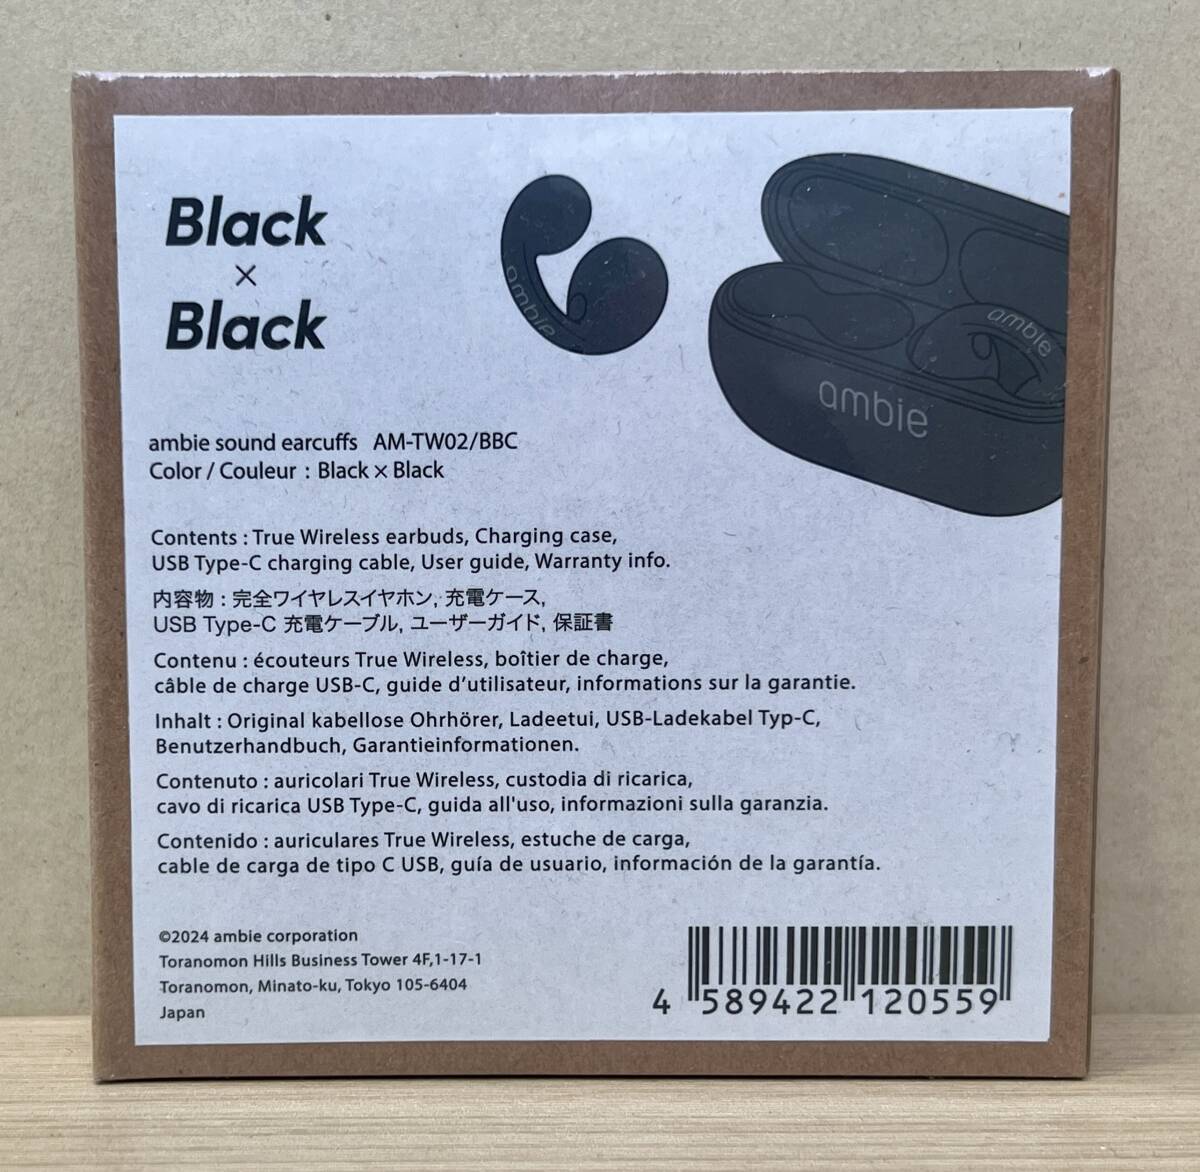 Black
×
Black
ambie
ambie
ambie
ambie sound earcuffs AM-TW02/BBC
Color / Couleur : Black × Black
Contents : True Wireless earbuds, Charging case,
USB Type-C charging cable, User guide, Warranty info.
内容物 : 完全ワイヤレスイヤホン, 充電ケース,
USB Type-C 充電ケーブル, ユーザーガイド, 保証書
Contenu : écouteurs True Wireless, boîtier de charge,
câble de charge USB-C, guide d'utilisateur, informations sur la garantie.
Inhalt : Original kabellose Ohrhörer, Ladeetui, USB-Ladekabel Typ-C,
Benutzerhandbuch, Garantieinformationen.
Contenuto : auricolari True Wireless, custodia di ricarica,
cavo di ricarica USB Type-C, guida all'uso, informazioni sulla garanzia.
Contenido : auriculares True Wireless, estuche de carga,
cable de carga de tipo C USB, guía de usuario, información de la garantía.
©2024 ambie corporation
Toranomon Hills Business Tower 4F,1-17-1
Toranomon, Minato-ku, Tokyo 105-6404
Japan
4 589422 120559